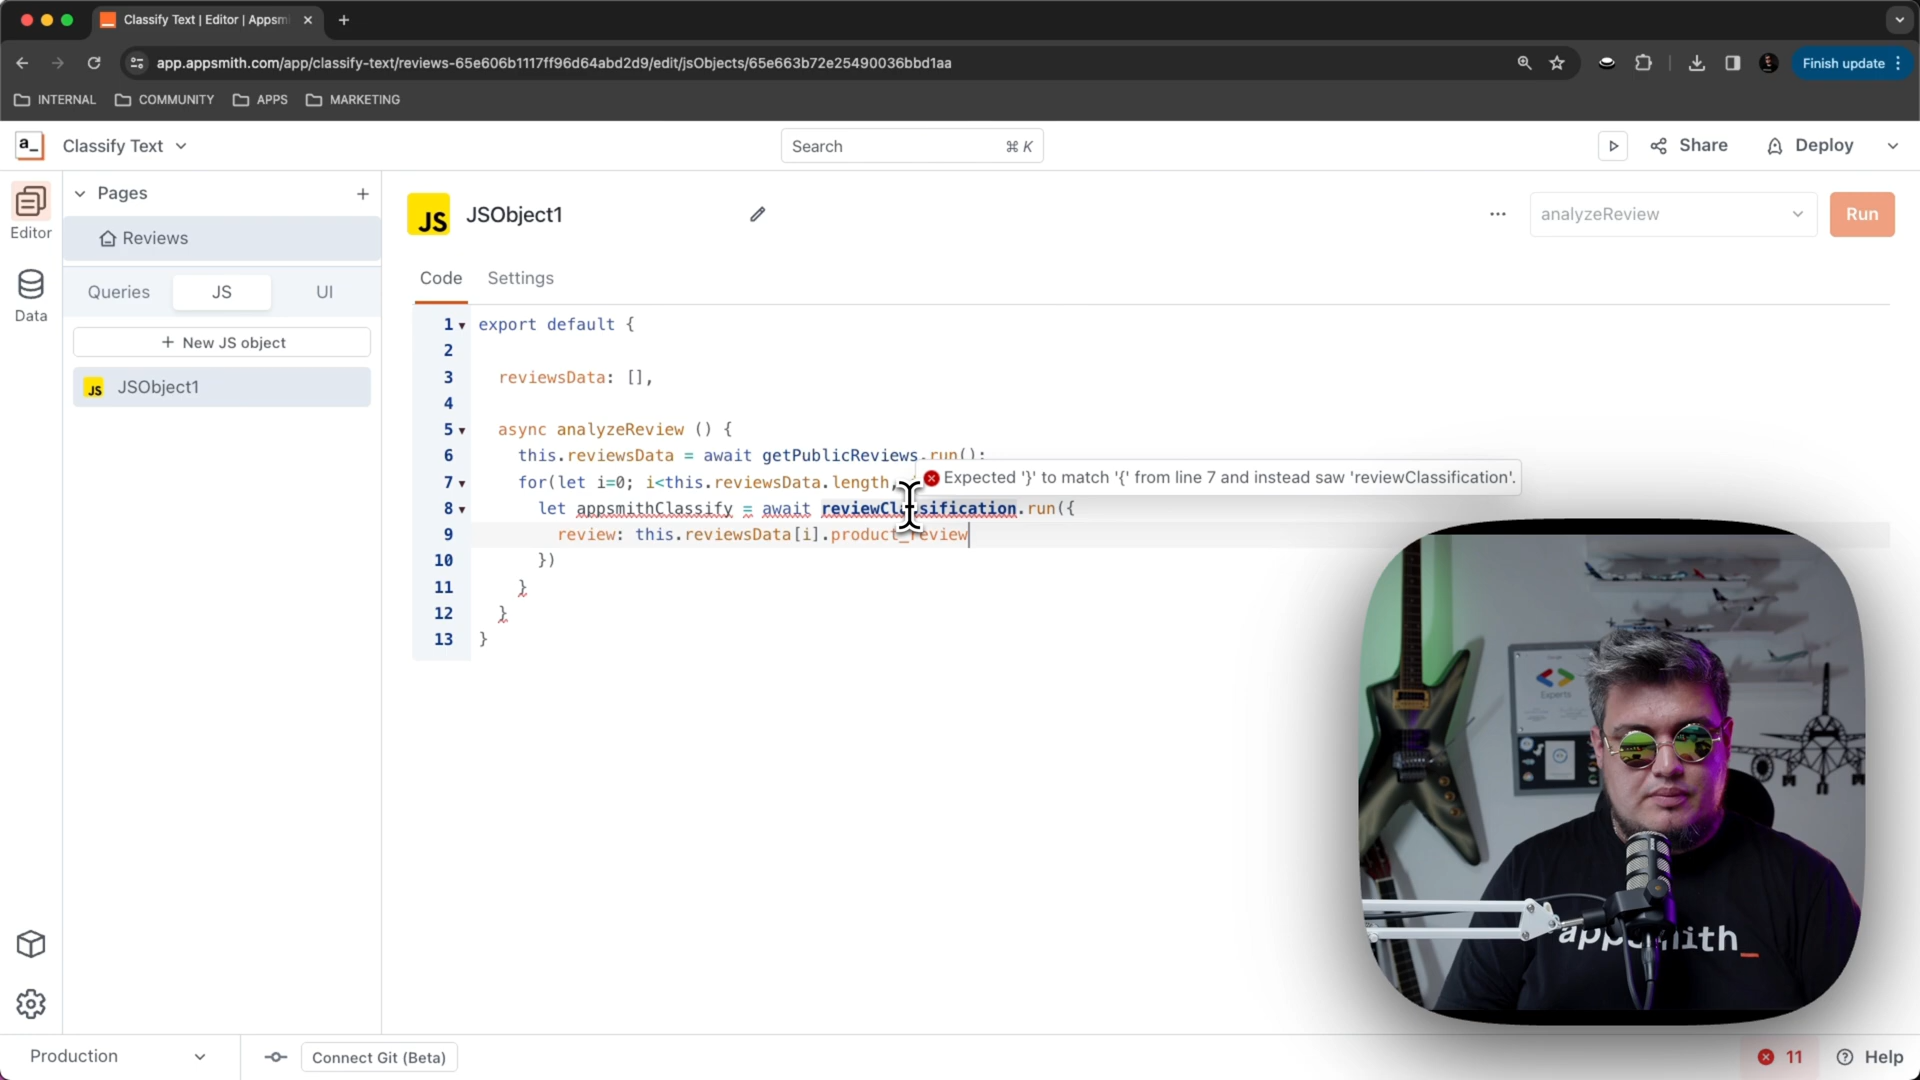 Classify Text | Editor | Appsm
app.appsmith.com/app/classify-text/reviews-65e606b1117ff96d64abd2d9/edit/jsObjects/65e663b72e25490036bbd1aa
Finish update
INTERNAL COMMUNITY APPS MARKETING
a_ Classify Text
Search ⌘ K
Share Deploy
Editor
Data
Pages +
Reviews
Queries JS UI
+ New JS object
JS JSObject1
JS JSObject1
analyzeReview Run
Code Settings
1 export default {
2
3 reviewsData: [],
4
5 async analyzeReview () {
6 this.reviewsData = await getPublicReviews.run();
7 for(let i=0; i<this.reviewsData.length,
Expected '}' to match '{' from line 7 and instead saw 'reviewClassification'.
8 let appsmithClassify = await reviewClassification.run({
9 review: this.reviewsData[i].product_review
10 })
11 }
12 }
13 }
Experts
appsmith_
Production
Connect Git (Beta)
11 Help